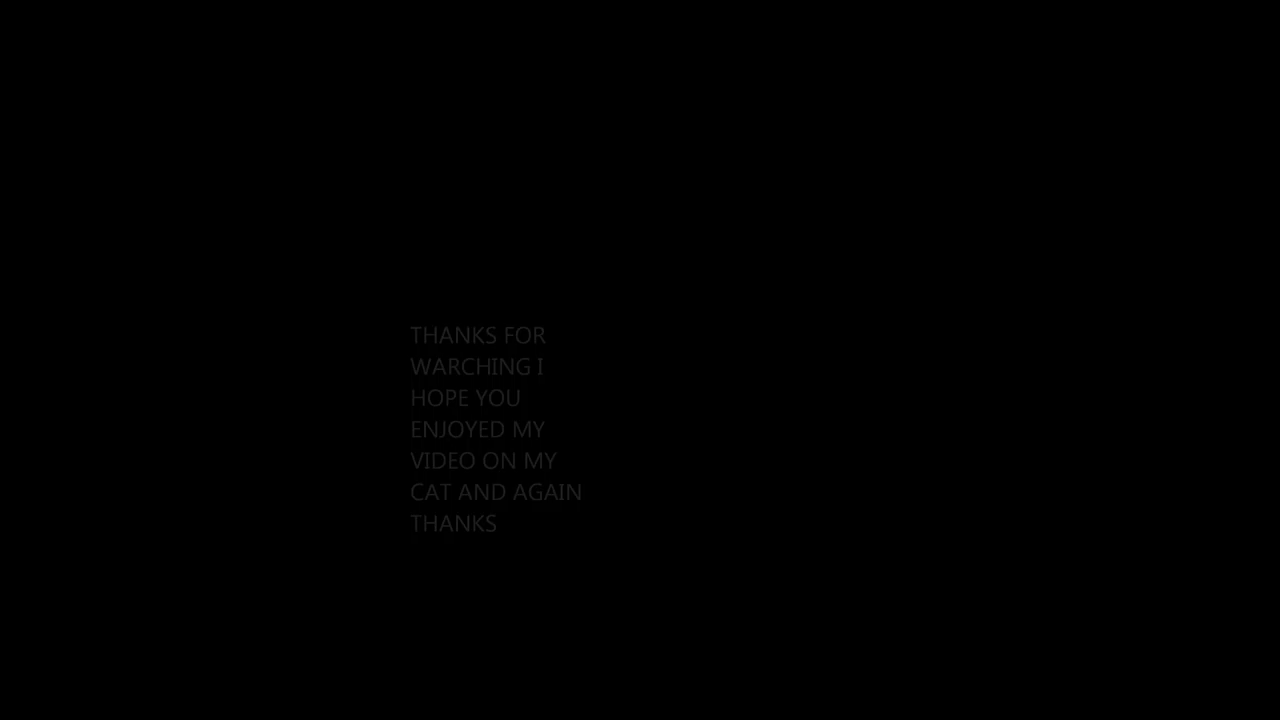 THANKS FOR
WARCHING I
HOPE YOU
ENJOYED MY
VIDEO ON MY
CAT AND AGAIN
THANKS